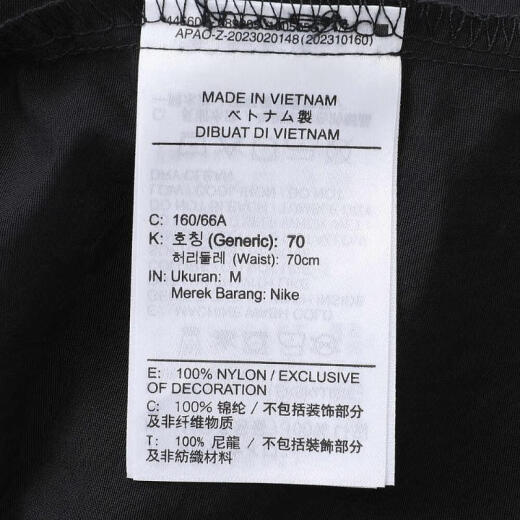 APAO-Z-2023020148 (202310160)
MADE IN VIETNAM
ベトナム製
DIBUAT DI VIETNAM
C: 160/66A
K: 호칭 (Generic): 70
허리둘레 (Waist): 70cm
IN: Ukuran: M
Merek Barang: Nike
E: 100% NYLON / EXCLUSIVE
OF DECORATION
C: 100% 锦纶 / 不包括装饰部分
及非纤维物质
T: 100% 尼龍 / 不包括裝飾部分
及非紡織材料